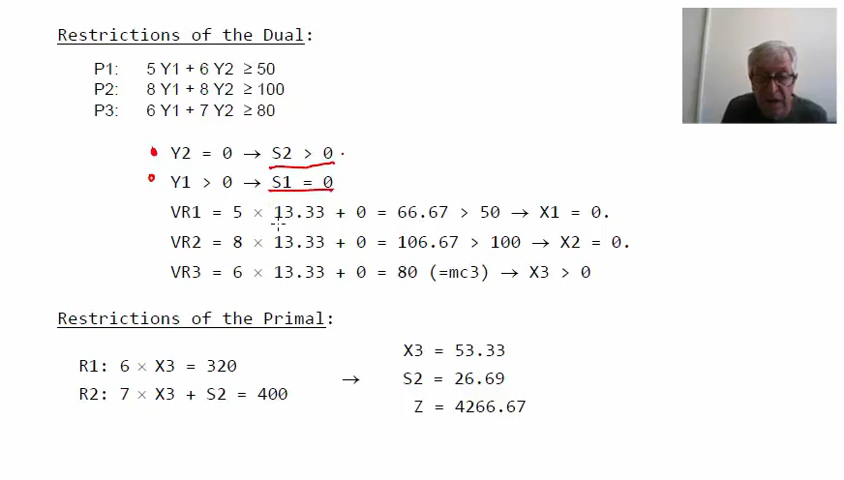 Restrictions of the Dual:
P1: 5 Y1 + 6 Y2 ≥ 50
P2: 8 Y1 + 8 Y2 ≥ 100
P3: 6 Y1 + 7 Y2 ≥ 80
Y2 = 0 → S2 > 0
Y1 > 0 → S1 = 0
VR1 = 5 × 13.33 + 0 = 66.67 > 50 → X1 = 0.
VR2 = 8 × 13.33 + 0 = 106.67 > 100 → X2 = 0.
VR3 = 6 × 13.33 + 0 = 80 (=mc3) → X3 > 0
Restrictions of the Primal:
R1: 6 × X3 = 320
R2: 7 × X3 + S2 = 400
→
X3 = 53.33
S2 = 26.69
Z = 4266.67